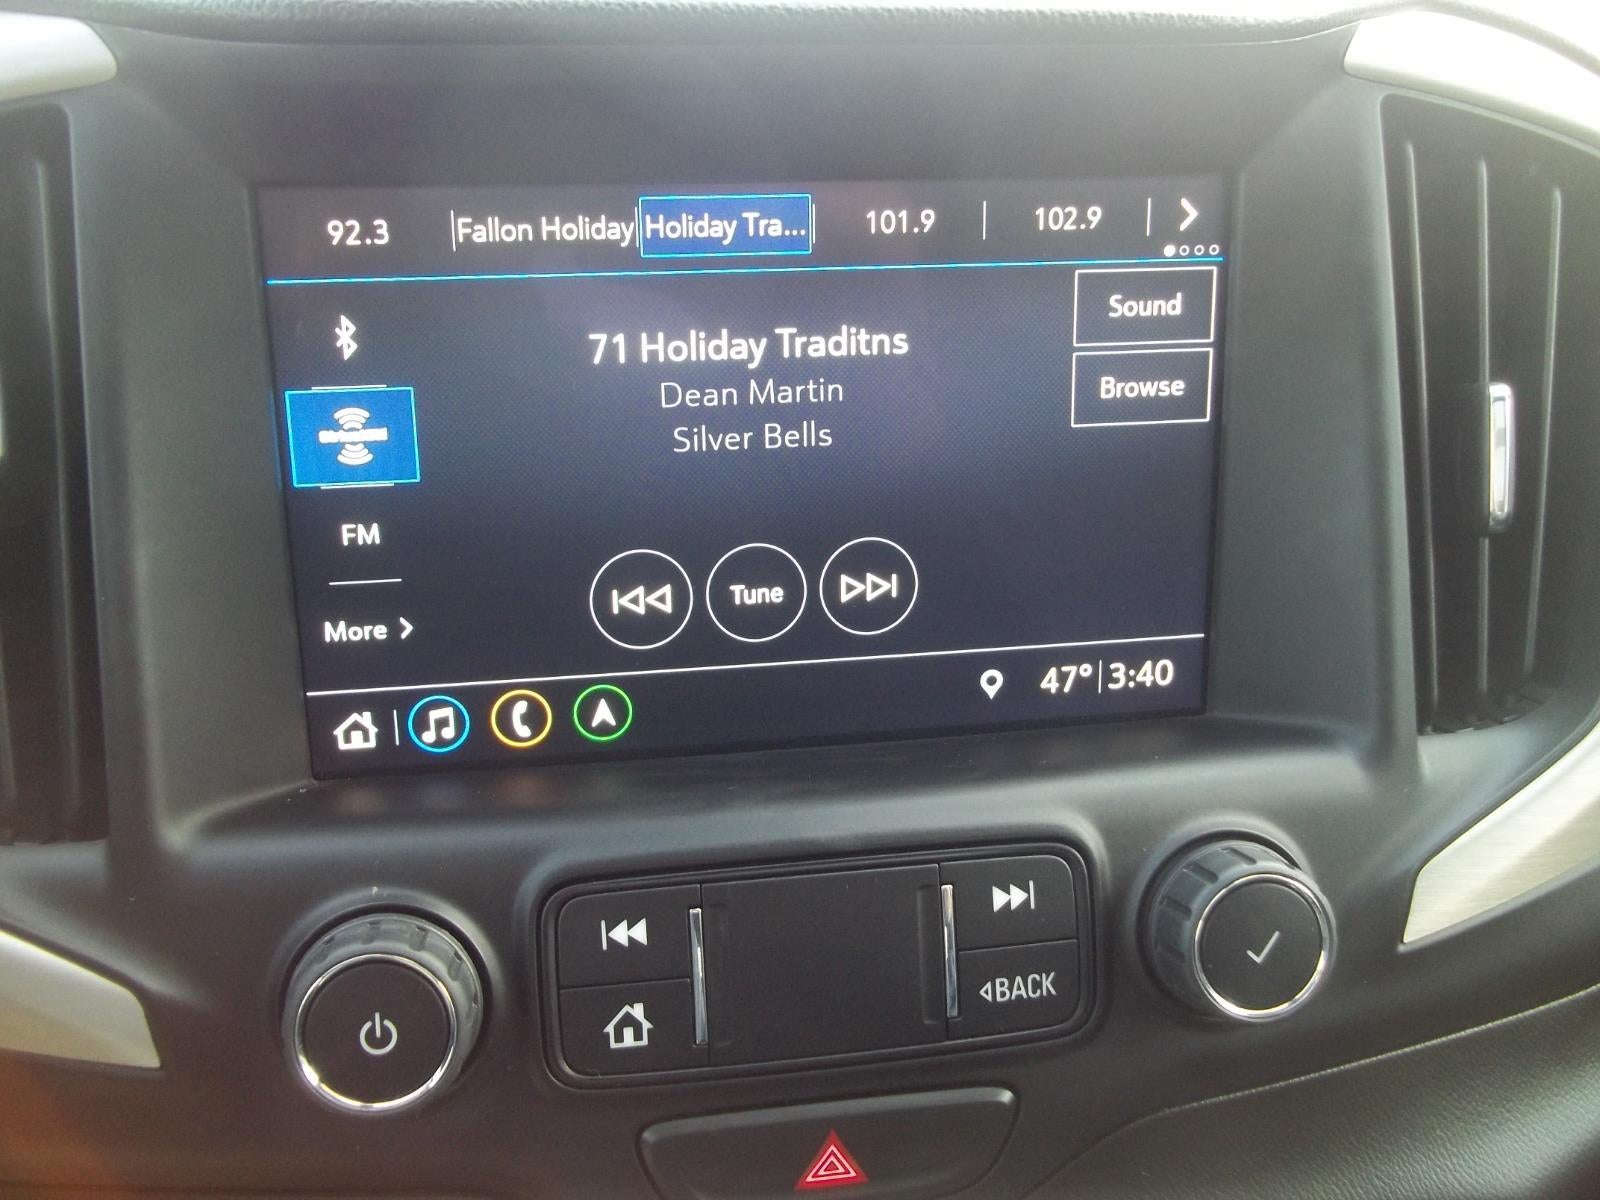 92.3 Fallon Holiday Holiday Tra... 101.9 102.9
Sound
71 Holiday Traditns
Dean Martin
Browse
Silver Bells
FM
Tune
More
47° 3:40
BACK